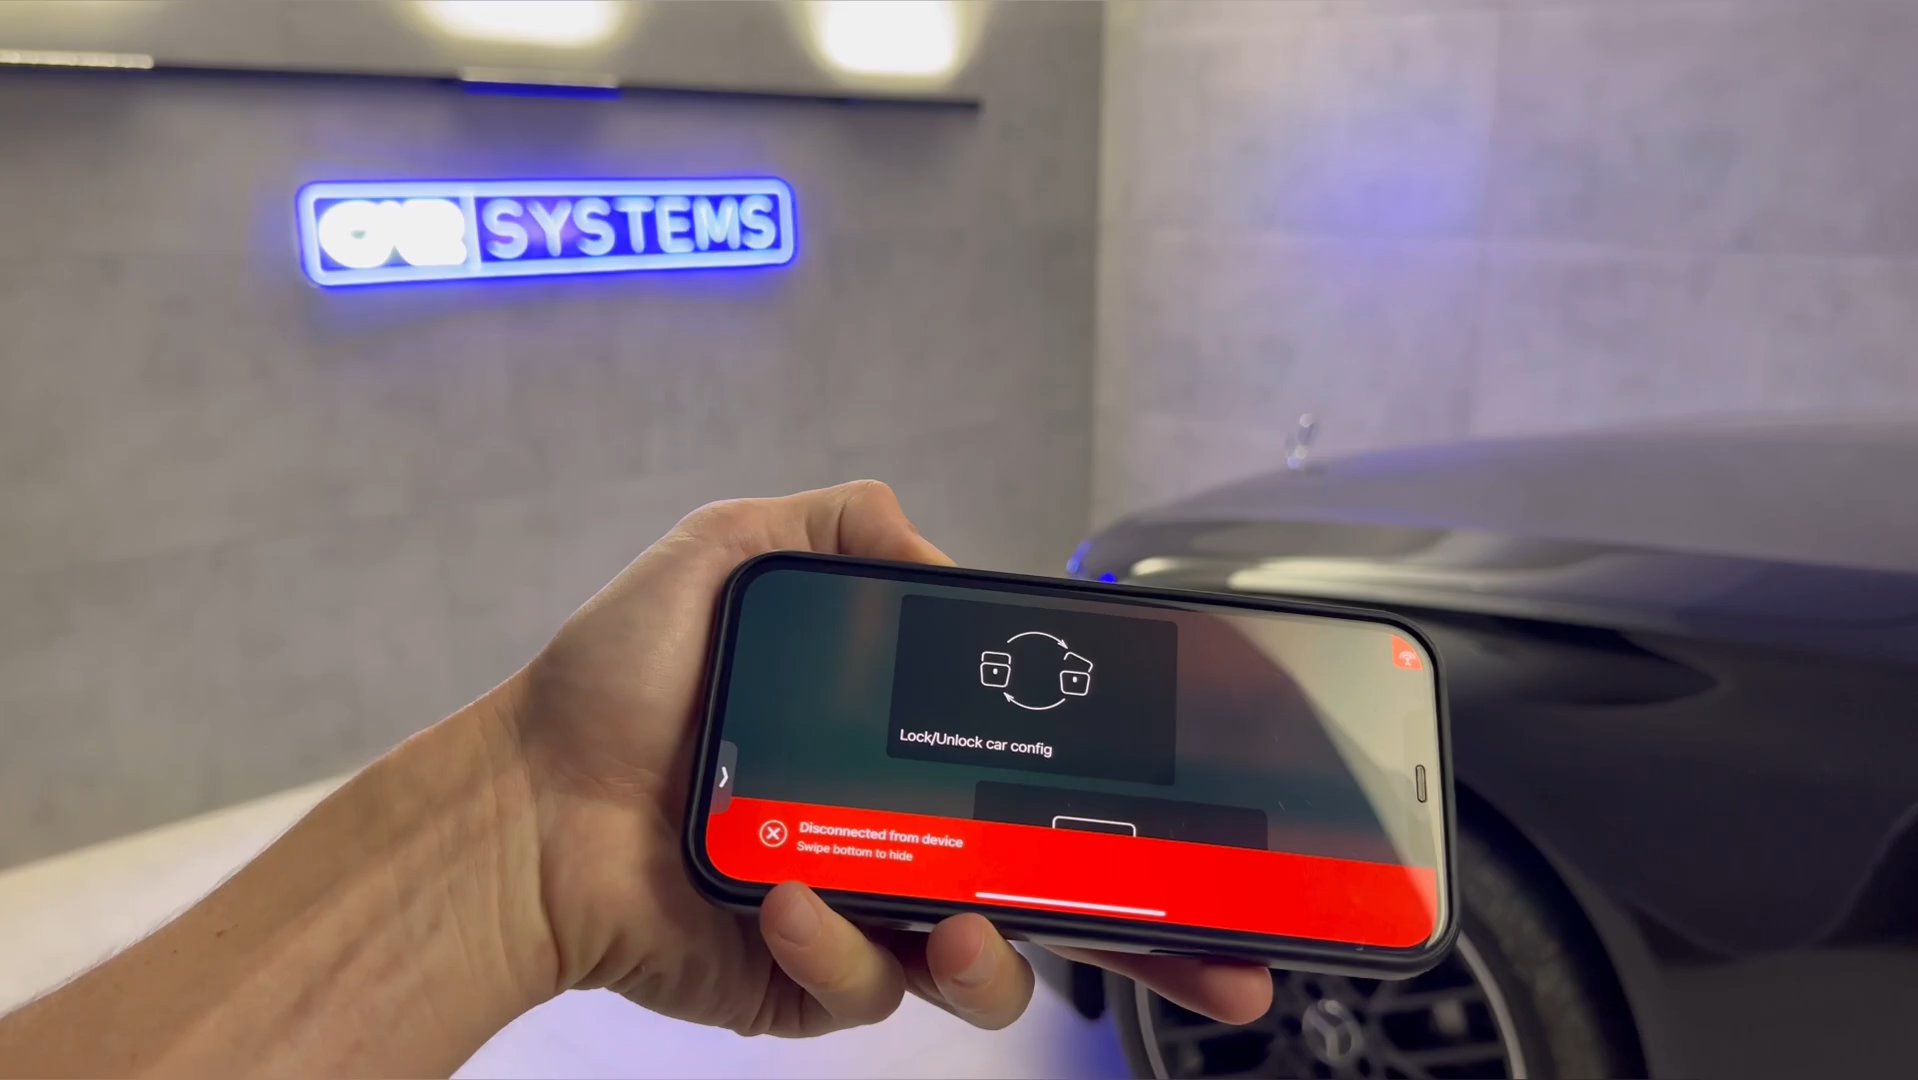 SYSTEMS
Lock/Unlock car config
Disconnected from device
Swipe bottom to hide